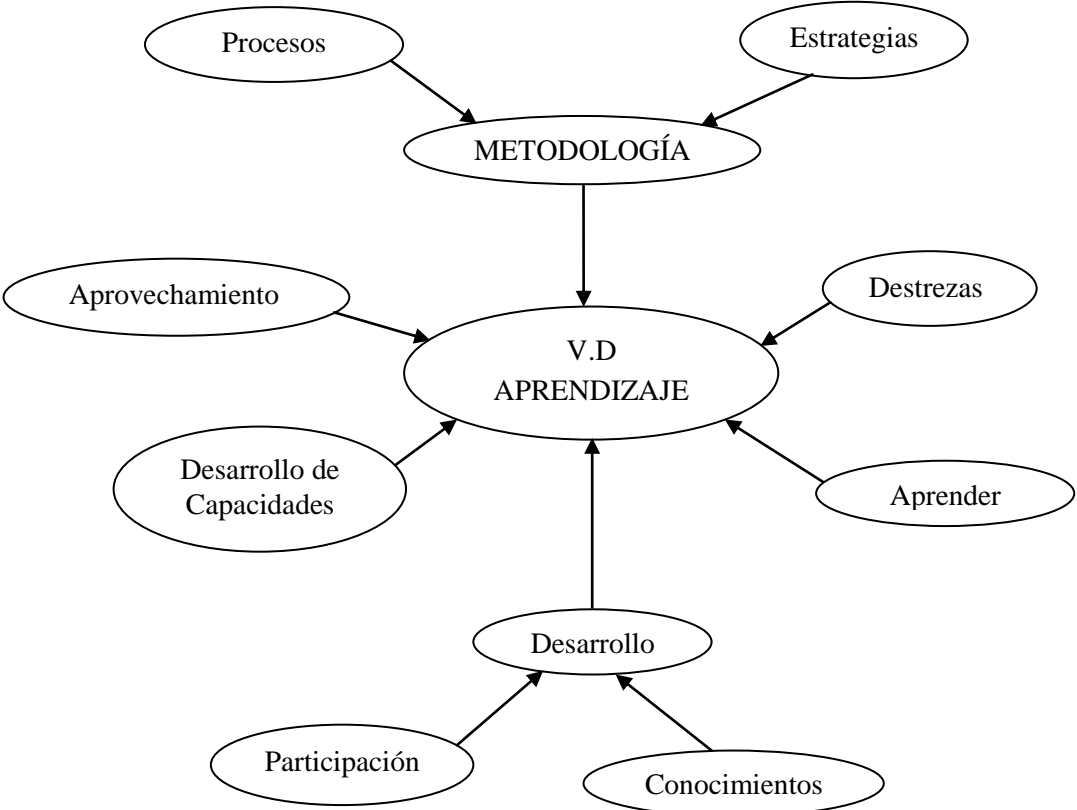 Procesos
Estrategias
METODOLOGÍA
Aprovechamiento
Destrezas
V.D
APRENDIZAJE
Desarrollo de
Capacidades
Aprender
Desarrollo
Participación
Conocimientos